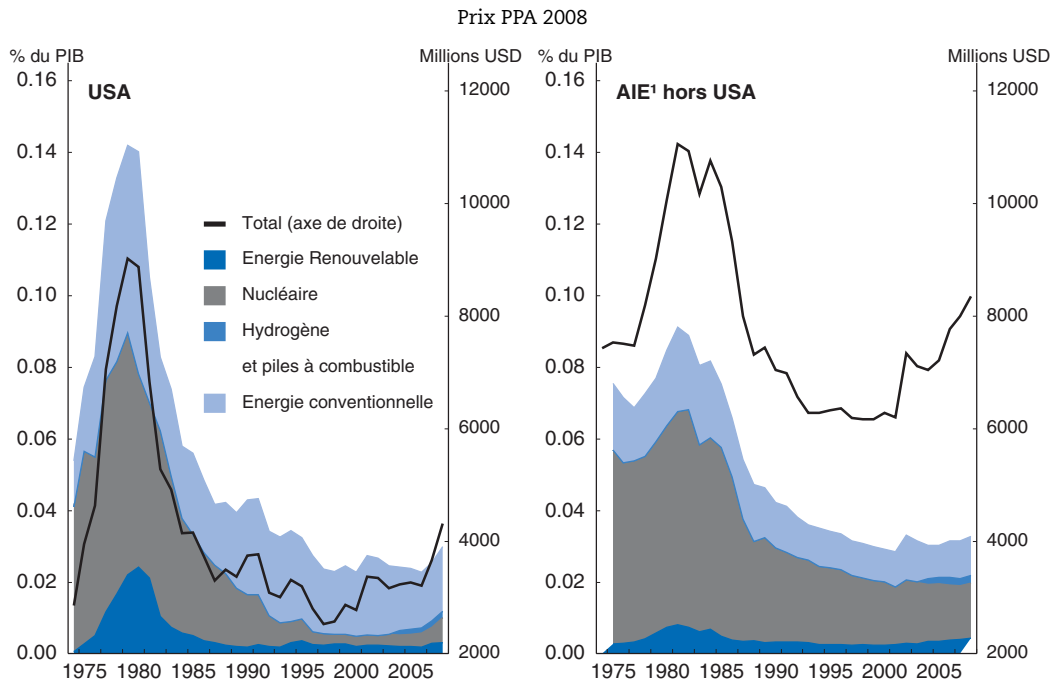 Prix PPA 2008
% du PIB
Millions USD
0.16
0.14
0.12
0.10
0.08
0.06
0.04
0.02
0.00
USA
12000
10000
8000
6000
4000
2000
Total (axe de droite)
Energie Renouvelable
Nucléaire
Hydrogène
et piles à combustible
Energie conventionnelle
1975 1980 1985 1990 1995 2000 2005
% du PIB
Millions USD
0.16
0.14
0.12
0.10
0.08
0.06
0.04
0.02
0.00
AIE¹ hors USA
12000
10000
8000
6000
4000
2000
1975 1980 1985 1990 1995 2000 2005